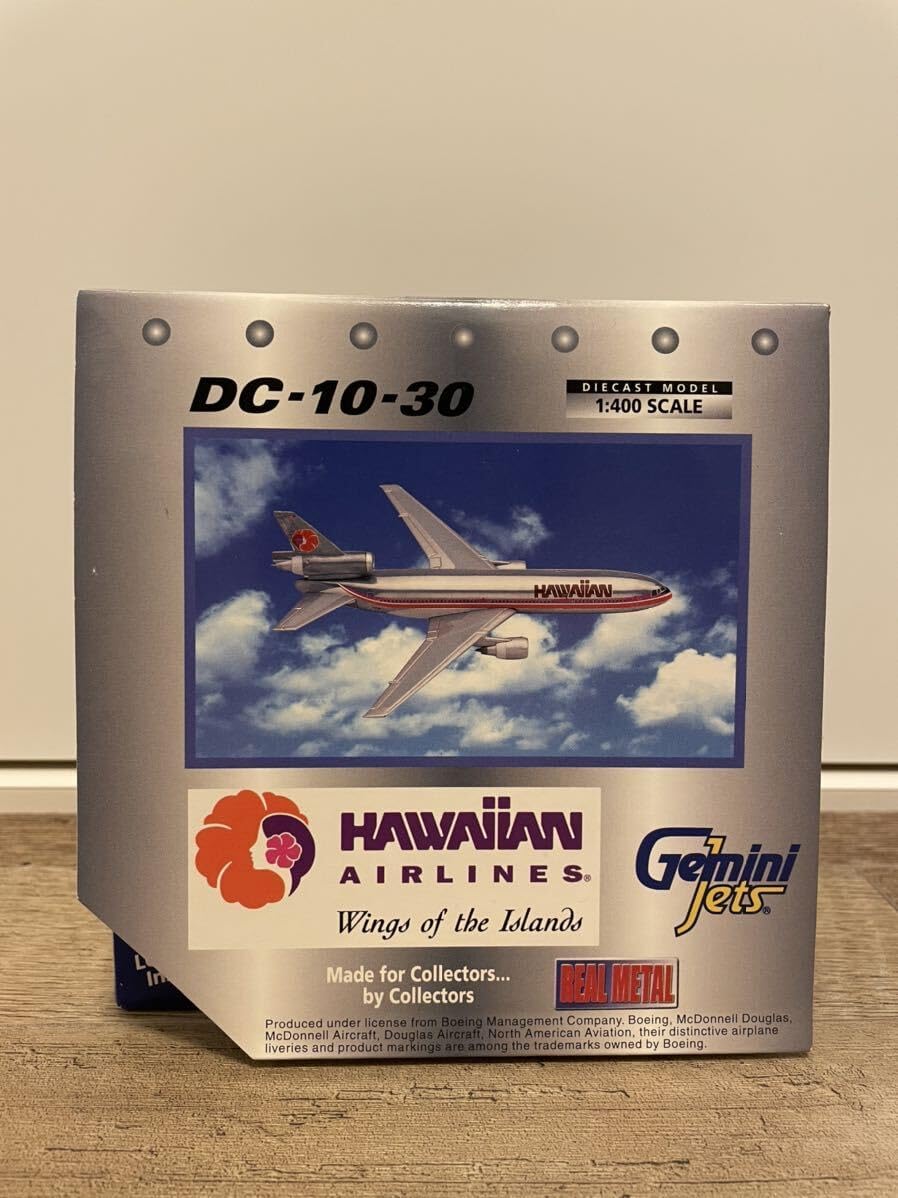 DC-10-30
DIECAST MODEL
1:400 SCALE
HAWAIIAN
HAWAIIAN
AIRLINES®
Wings of the Islands
Gemini
Jets®
Made for Collectors...
by Collectors
REAL METAL
Produced under license from Boeing Management Company. Boeing, McDonnell Douglas,
McDonnell Aircraft, Douglas Aircraft, North American Aviation, their distinctive airplane
liveries and product markings are among the trademarks owned by Boeing.